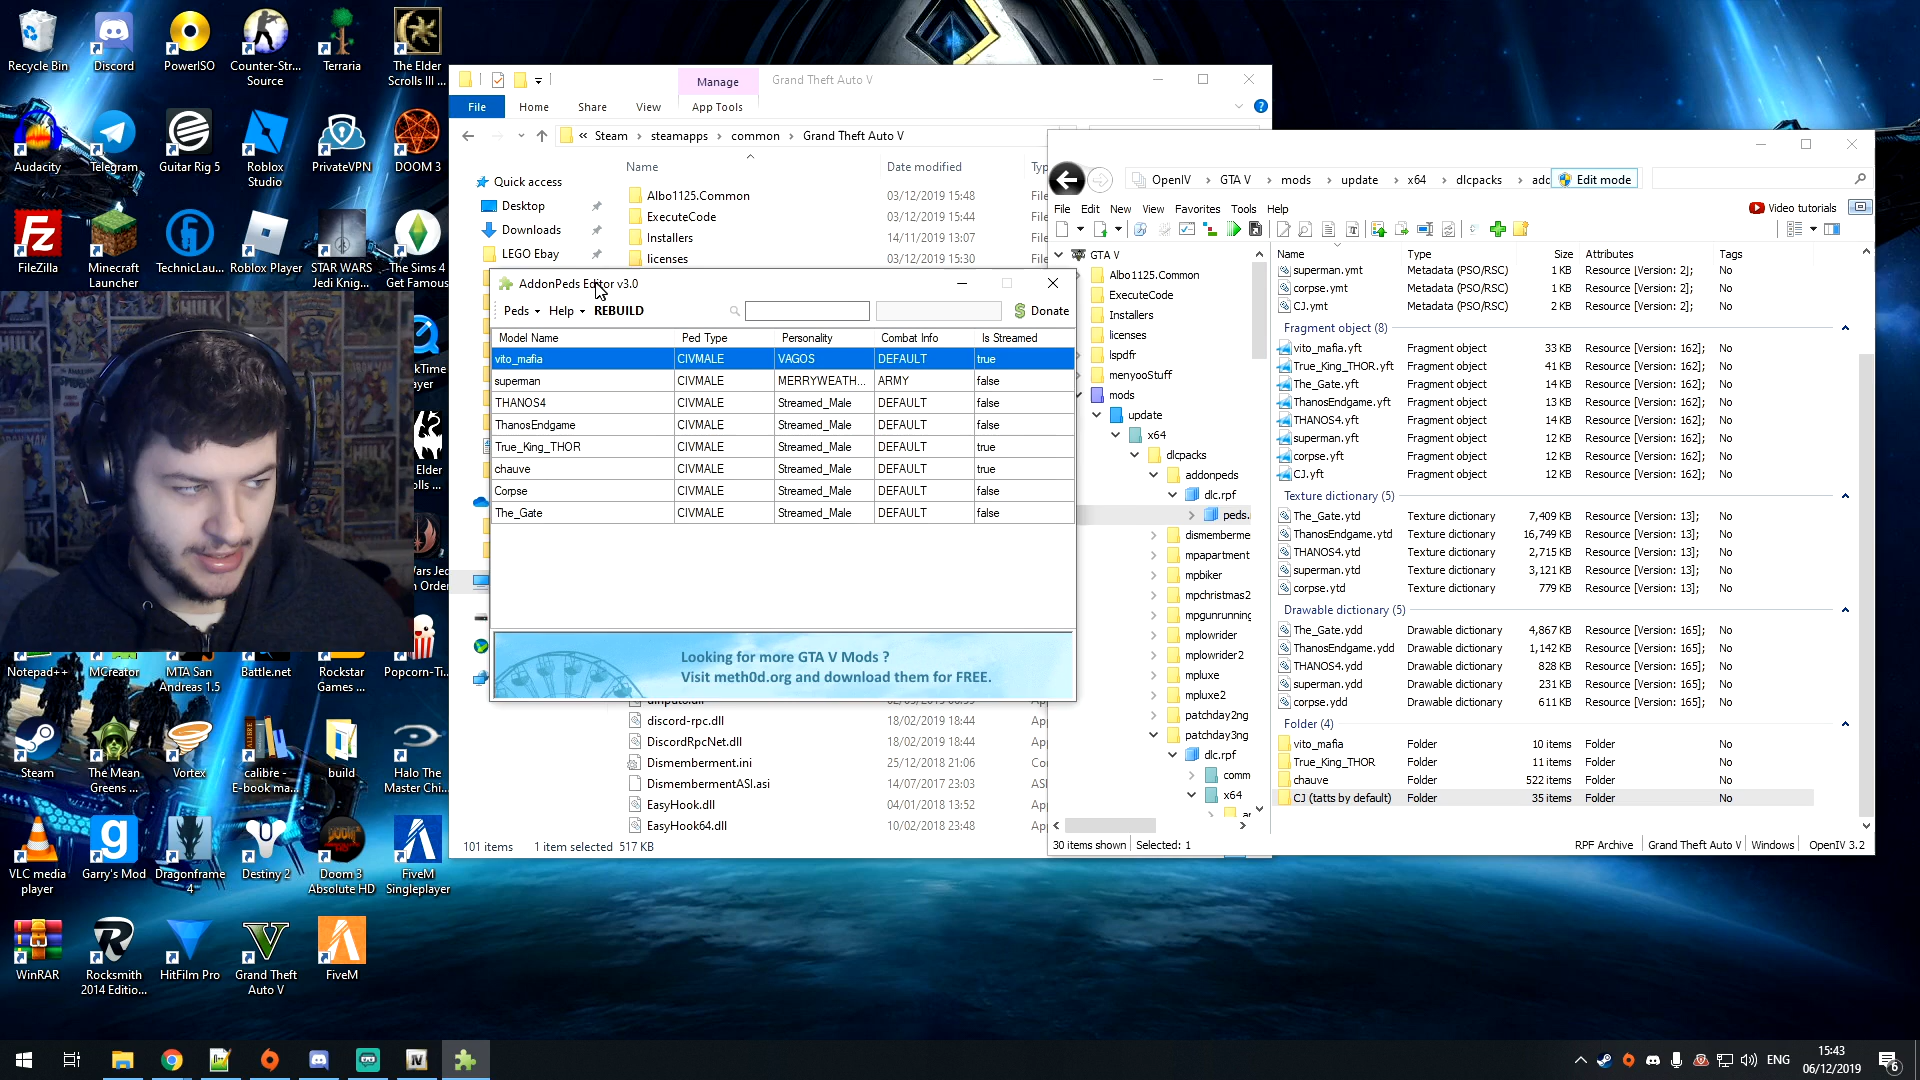 Recycle Bin
Discord
PowerISO
Counter-Str...
Source
Terraria
The Elder
Scrolls III ...
Audacity
Telegram
Guitar Rig 5
Roblox
Studio
PrivateVPN
DOOM 3
FileZilla
Minecraft
Launcher
TechnicLau...
Roblox Player
STAR WARS
Jedi Knig...
The Sims 4
Get Famous
Notepad++
MCreator
MTA San
Andreas 1.5
Battle.net
Rockstar
Games ...
Popcorn-Ti...
Steam
The Mean
Greens ...
Vortex
calibre -
E-book ma...
build
Halo The
Master Chi...
VLC media
player
Garry's Mod
Dragonframe
4
Destiny 2
Doom 3
Absolute HD
FiveM
Singleplayer
WinRAR
Rocksmith
2014 Editio...
HitFilm Pro
Grand Theft
Auto V
FiveM
Manage
Grand Theft Auto V
File
Home
Share
View
App Tools
« Steam › steamapps › common › Grand Theft Auto V
Name
Date modified
Quick access
Desktop
Downloads
LEGO Ebay
Albo1125.Common 03/12/2019 15:48
ExecuteCode 03/12/2019 15:44
Installers 14/11/2019 13:07
licenses 03/12/2019 15:30
discord-rpc.dll 18/02/2019 18:44
DiscordRpcNet.dll 18/02/2019 18:44
Dismemberment.ini 25/12/2018 21:06
DismembermentASI.asi 14/07/2017 23:03
EasyHook.dll 04/01/2018 13:52
EasyHook64.dll 10/02/2018 23:48
101 items 1 item selected 517 KB
AddonPeds Editor v3.0
Peds Help REBUILD Donate
Model Name Ped Type Personality Combat Info Is Streamed
vito_mafia CIVMALE VAGOS DEFAULT true
superman CIVMALE MERRYWEATH... ARMY false
THANOS4 CIVMALE Streamed_Male DEFAULT false
ThanosEndgame CIVMALE Streamed_Male DEFAULT false
True_King_THOR CIVMALE Streamed_Male DEFAULT true
chauve CIVMALE Streamed_Male DEFAULT true
Corpse CIVMALE Streamed_Male DEFAULT false
The_Gate CIVMALE Streamed_Male DEFAULT false
Looking for more GTA V Mods ?
Visit meth0d.org and download them for FREE.
OpenIV › GTA V › mods › update › x64 › dlcpacks › adc
Edit mode
File Edit New View Favorites Tools Help
Video tutorials
GTA V
Albo1125.Common
ExecuteCode
Installers
licenses
lspdfr
menyooStuff
mods
update
x64
dlcpacks
addonpeds
dlc.rpf
peds.
dismemberme
mpapartment
mpbiker
mpchristmas2
mpgunrunning
mplowrider
mplowrider2
mpluxe
mpluxe2
patchday2ng
patchday3ng
dlc.rpf
comm
x64
Name Size Attributes Tags
superman.ymt Metadata (PSO/RSC) 1 KB Resource [Version: 2]; No
corpse.ymt Metadata (PSO/RSC) 1 KB Resource [Version: 2]; No
CJ.ymt Metadata (PSO/RSC) 2 KB Resource [Version: 2]; No
Fragment object (8)
vito_mafia.yft Fragment object 33 KB Resource [Version: 162]; No
True_King_THOR.yft Fragment object 41 KB Resource [Version: 162]; No
The_Gate.yft Fragment object 14 KB Resource [Version: 162]; No
ThanosEndgame.yft Fragment object 13 KB Resource [Version: 162]; No
THANOS4.yft Fragment object 14 KB Resource [Version: 162]; No
superman.yft Fragment object 12 KB Resource [Version: 162]; No
corpse.yft Fragment object 12 KB Resource [Version: 162]; No
CJ.yft Fragment object 12 KB Resource [Version: 162]; No
Texture dictionary (5)
The_Gate.ytd Texture dictionary 7,409 KB Resource [Version: 13]; No
ThanosEndgame.ytd Texture dictionary 16,749 KB Resource [Version: 13]; No
THANOS4.ytd Texture dictionary 2,715 KB Resource [Version: 13]; No
superman.ytd Texture dictionary 3,121 KB Resource [Version: 13]; No
corpse.ytd Texture dictionary 779 KB Resource [Version: 13]; No
Drawable dictionary (5)
The_Gate.ydd Drawable dictionary 4,867 KB Resource [Version: 165]; No
ThanosEndgame.ydd Drawable dictionary 1,142 KB Resource [Version: 165]; No
THANOS4.ydd Drawable dictionary 828 KB Resource [Version: 165]; No
superman.ydd Drawable dictionary 231 KB Resource [Version: 165]; No
corpse.ydd Drawable dictionary 611 KB Resource [Version: 165]; No
Folder (4)
vito_mafia Folder 10 items Folder No
True_King_THOR Folder 11 items Folder No
chauve Folder 522 items Folder No
CJ (tatts by default) Folder 35 items Folder No
30 items shown Selected: 1
RPF Archive Grand Theft Auto V Windows OpenIV 3.2
ENG
15:43
06/12/2019
6